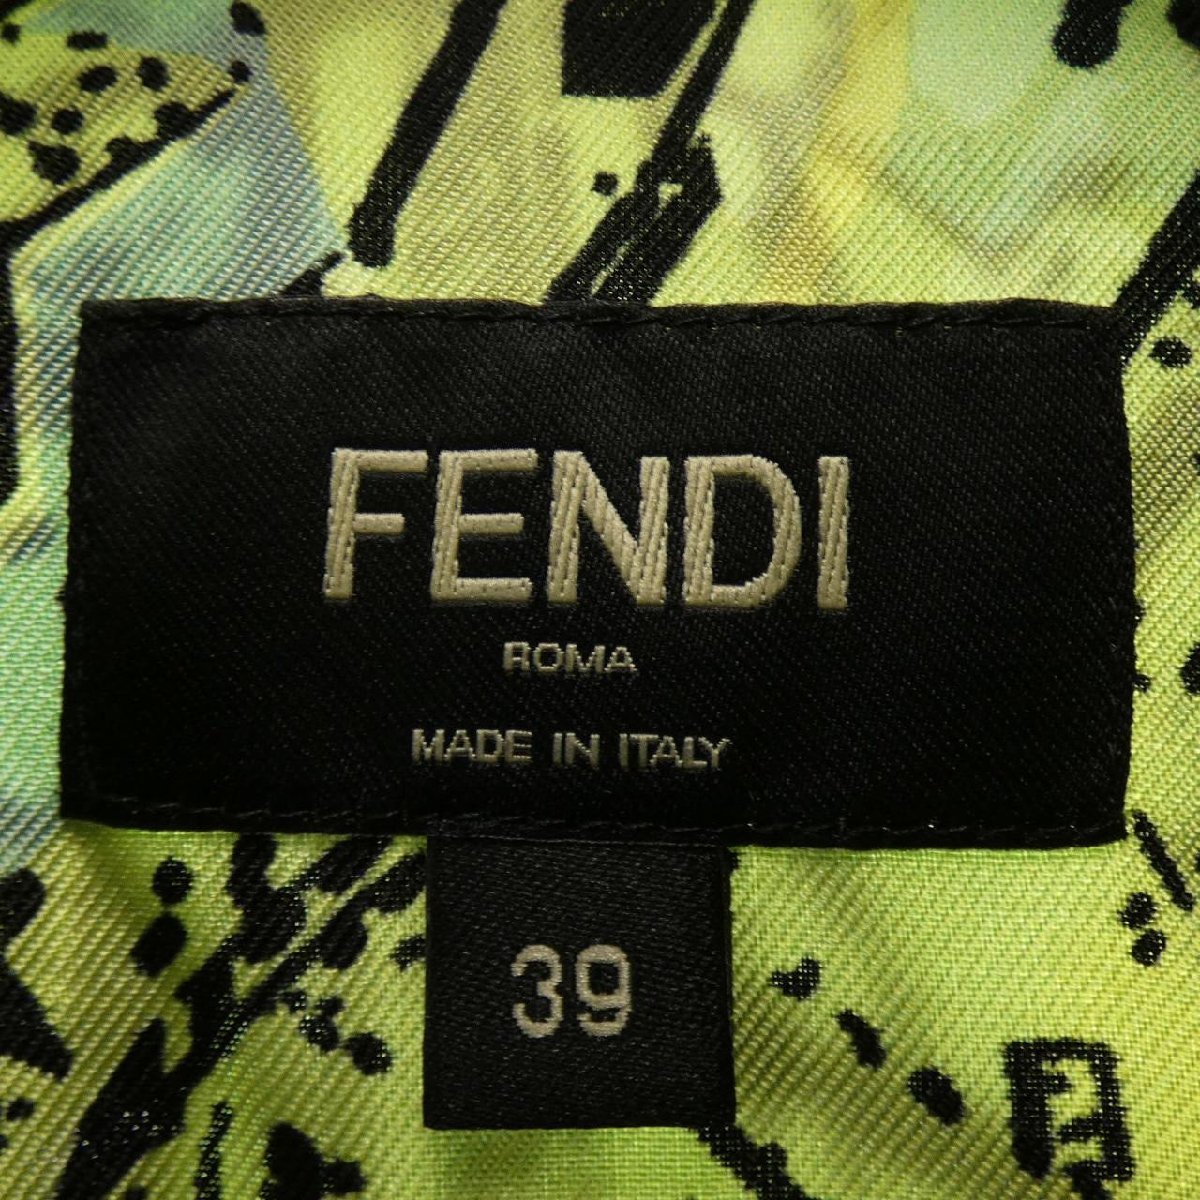 FENDI
ROMA
MADE IN ITALY
39